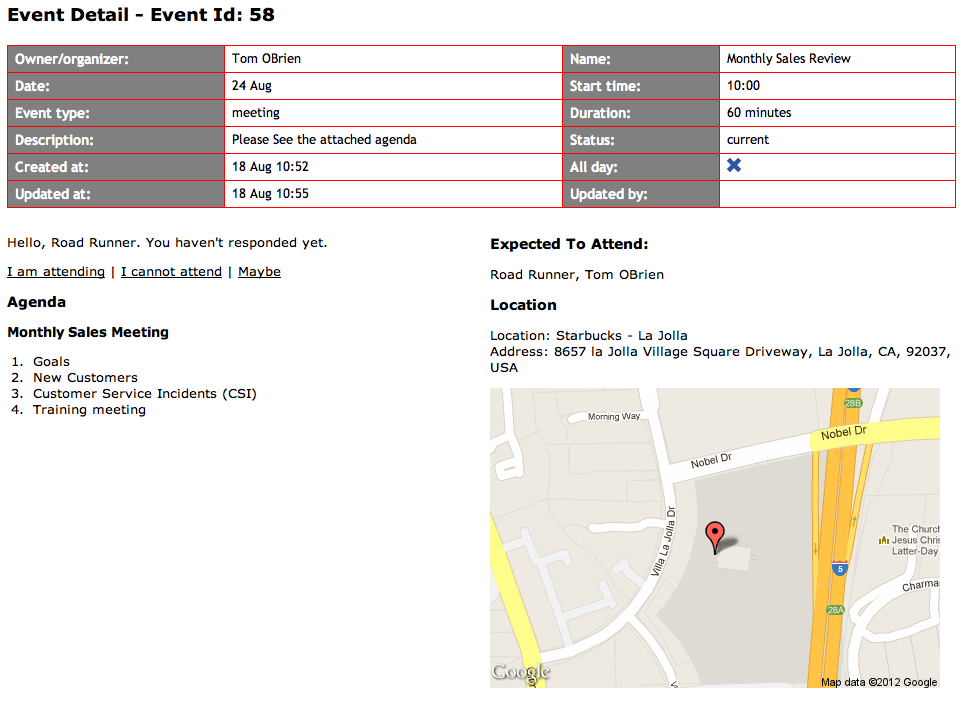 Event Detail - Event Id: 58
Owner/organizer: Tom OBrien Name: Monthly Sales Review
Date: 24 Aug Start time: 10:00
Event type: meeting Duration: 60 minutes
Description: Please See the attached agenda Status: current
Created at: 18 Aug 10:52 All day:
Updated at: 18 Aug 10:55 Updated by:
Hello, Road Runner. You haven't responded yet.
I am attending | I cannot attend | Maybe
Agenda
Monthly Sales Meeting
1. Goals
2. New Customers
3. Customer Service Incidents (CSI)
4. Training meeting
Expected To Attend:
Road Runner, Tom OBrien
Location
Location: Starbucks - La Jolla
Address: 8657 la Jolla Village Square Driveway, La Jolla, CA, 92037,
USA
28B
Morning Way
Nobel Dr
Nobel Dr
Villa La Jolla Dr
The Church
Jesus Chris
Latter-Day
5
Charma
28A
Google
Map data ©2012 Google